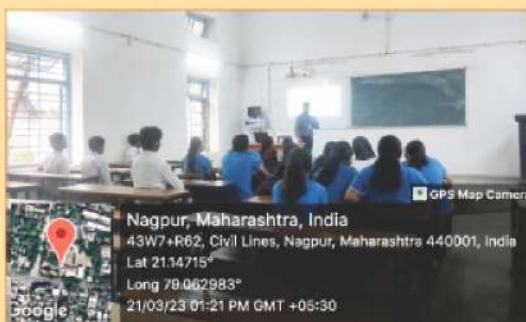 GPS Map Camera
Nagpur, Maharashtra, India
43W7+R62, Civil Lines, Nagpur, Maharashtra 440001, India
Lat 21.14715°
Long 79.062983°
21/03/23 01:21 PM GMT +05:30
Google